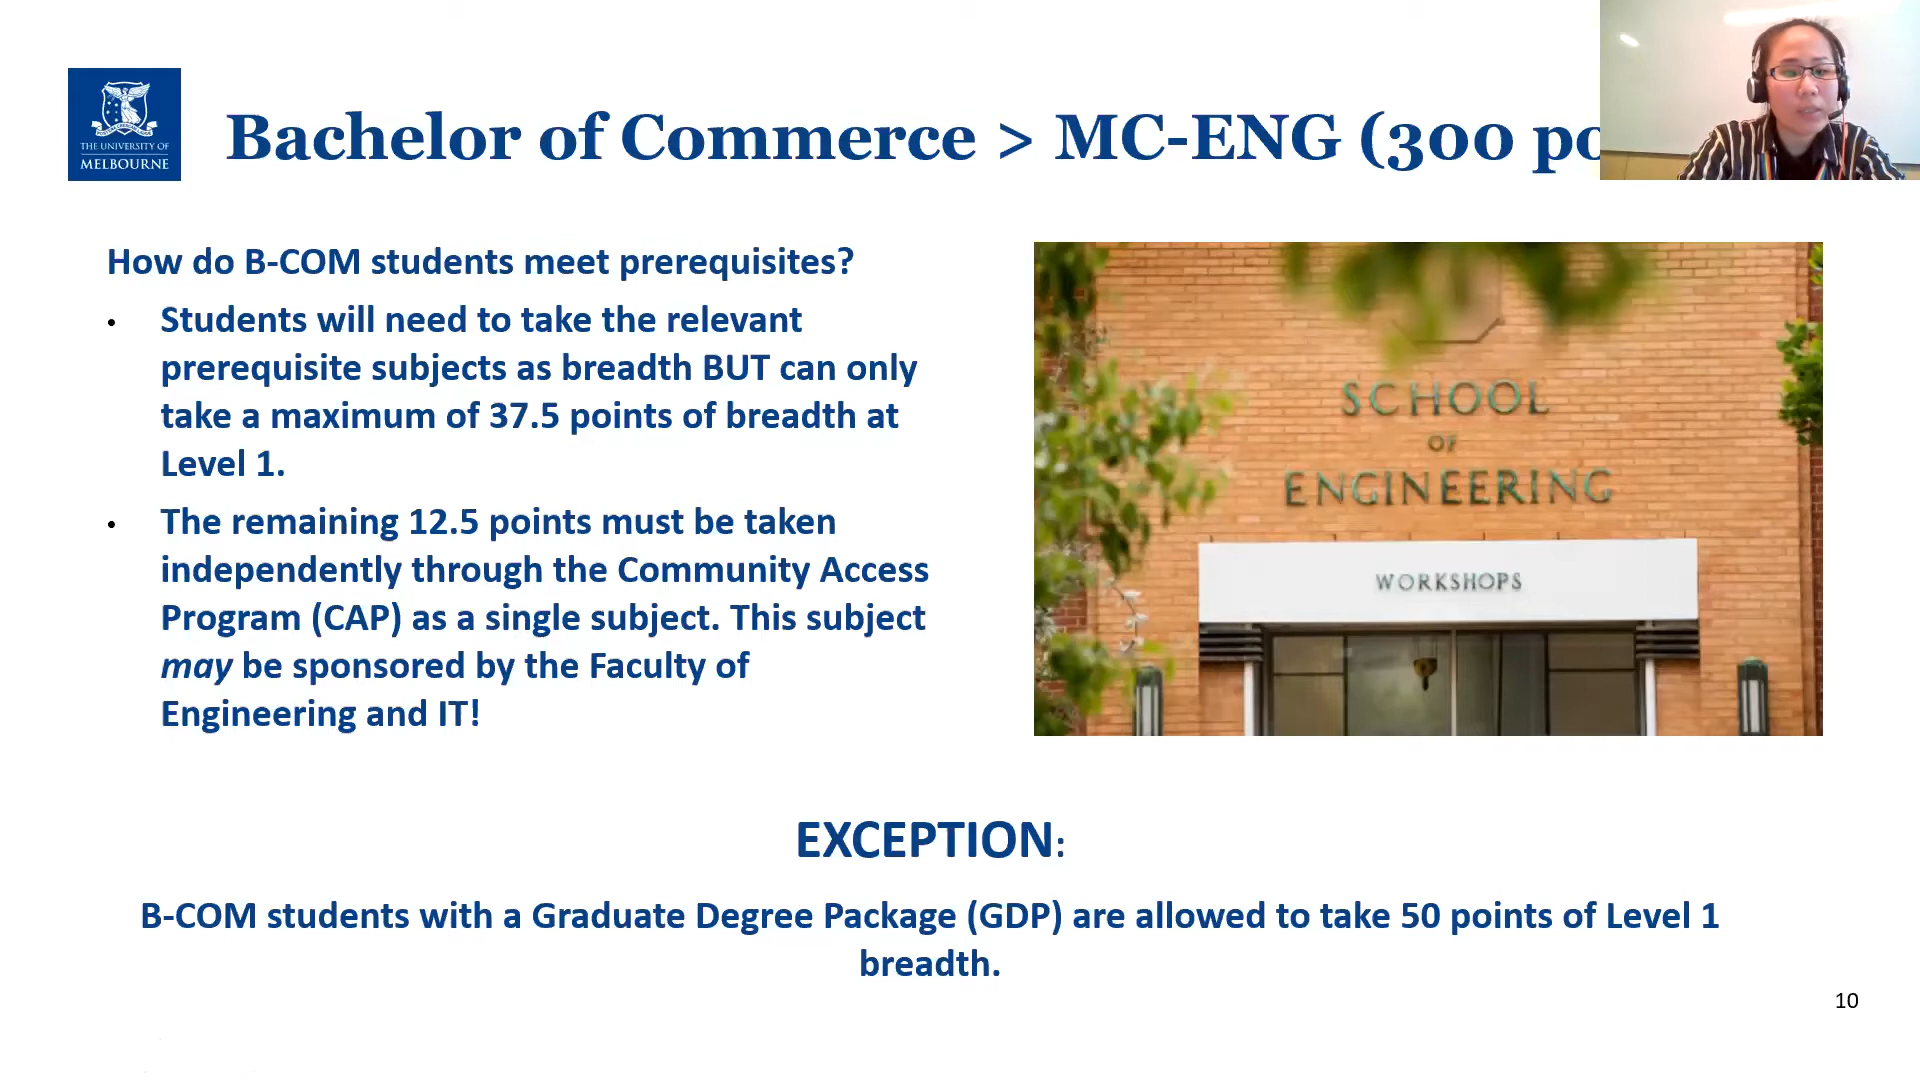 THE UNIVERSITY OF
MELBOURNE
Bachelor of Commerce > MC-ENG (300 po
How do B-COM students meet prerequisites?
• Students will need to take the relevant
prerequisite subjects as breadth BUT can only
take a maximum of 37.5 points of breadth at
Level 1.
• The remaining 12.5 points must be taken
independently through the Community Access
Program (CAP) as a single subject. This subject
may be sponsored by the Faculty of
Engineering and IT!
SCHOOL
OF
ENGINEERING
WORKSHOPS
EXCEPTION:
B-COM students with a Graduate Degree Package (GDP) are allowed to take 50 points of Level 1
breadth.
10